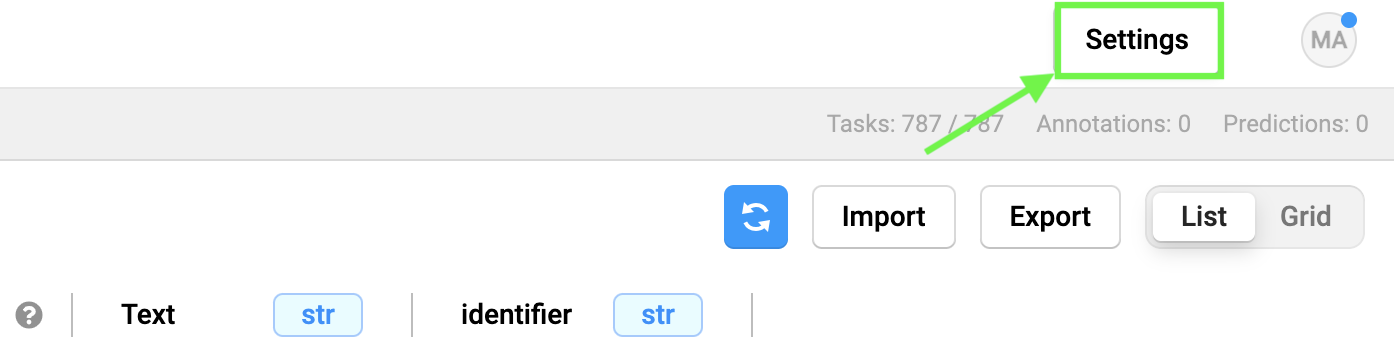 Settings MA
Tasks: 787 / 787 Annotations: 0 Predictions: 0
Import Export List Grid
? Text str identifier str